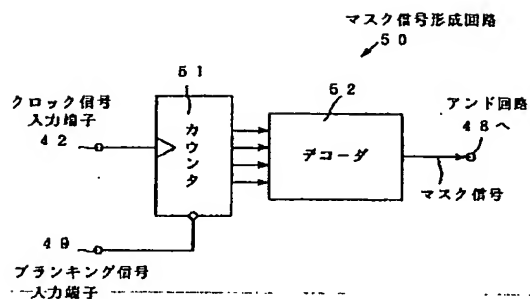 マスク信号形成回路
50
51
クロック信号
入力端子
42
カウンタ
52
デコーダ
アンド回路
48へ
マスク信号
49
ブランキング信号
入力端子